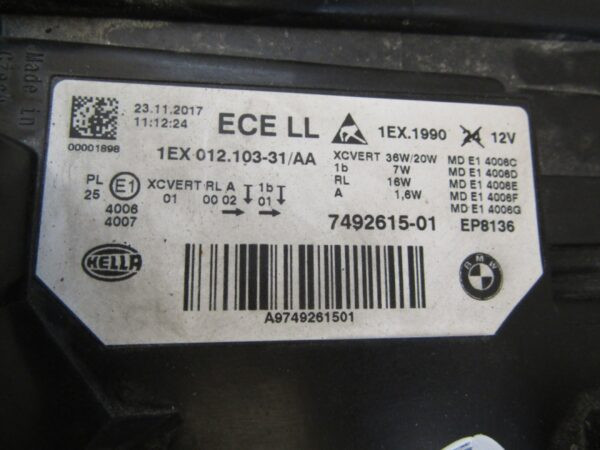 Made in
23.11.2017
11:12:24
00001898
ECE LL
1EX.1990 24 12V
1EX 012.103-31/AA
XCVERT 36W/20W
1b 7W
RL 16W
A 1,6W
MD E1 4006C
MD E1 4006D
MD E1 4006E
MD E1 4006F
MD E1 4006G
PL
25
E1
4006
4007
XCVERT RL A 1b
01 00 02 01
7492615-01 EP8136
HELLA
BMW
A9749261501